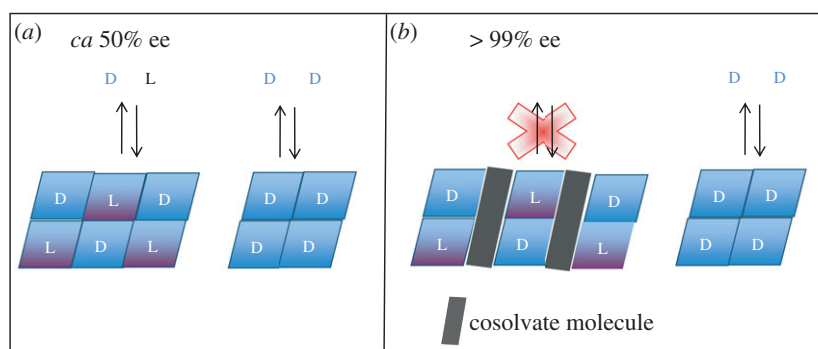 (a) ca 50% ee
D L D D
D L D D D
L D L D D
(b) > 99% ee
D D
D L D D D
L D L D D
cosolvate molecule